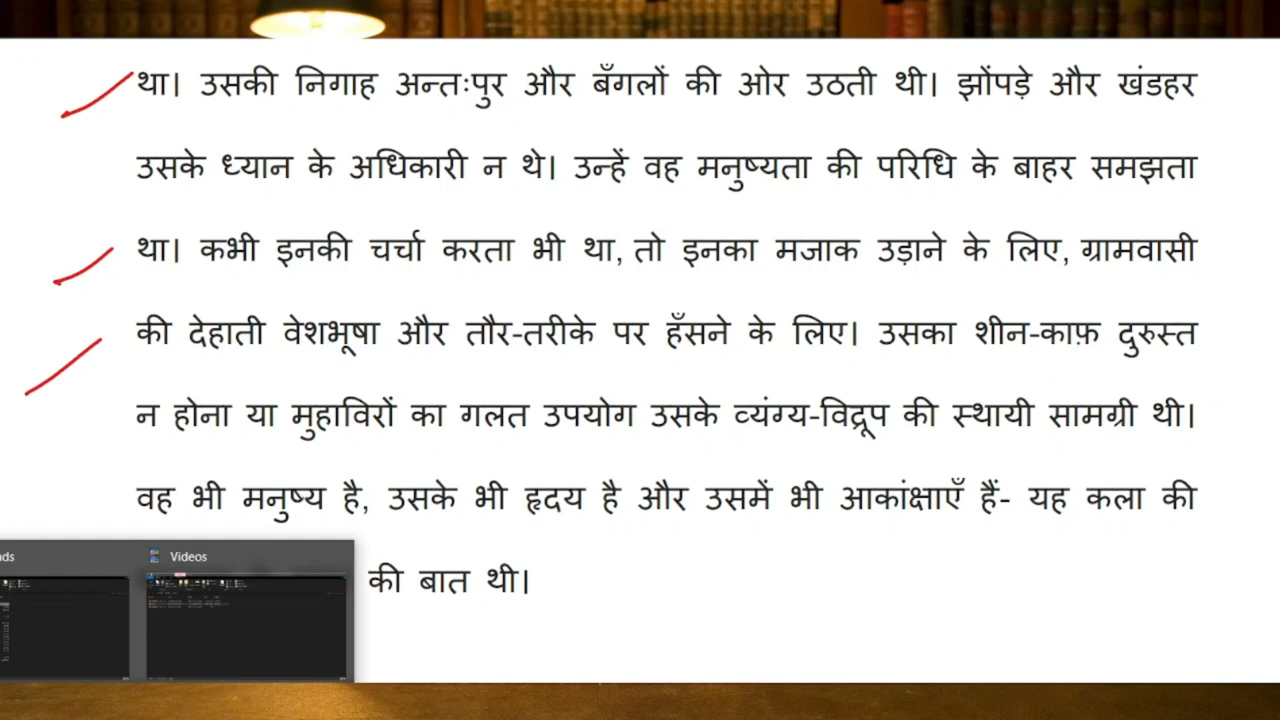 था। उसकी निगाह अन्तःपुर और बँगलों की ओर उठती थी। झोंपड़े और खंडहर
उसके ध्यान के अधिकारी न थे। उन्हें वह मनुष्यता की परिधि के बाहर समझता
था। कभी इनकी चर्चा करता भी था, तो इनका मजाक उड़ाने के लिए, ग्रामवासी
की देहाती वेशभूषा और तौर-तरीके पर हँसने के लिए। उसका शीन-काफ़ दुरुस्त
न होना या मुहाविरों का गलत उपयोग उसके व्यंग्य-विद्रूप की स्थायी सामग्री थी।
वह भी मनुष्य है, उसके भी हृदय है और उसमें भी आकांक्षाएँ हैं- यह कला की
की बात थी।
Videos